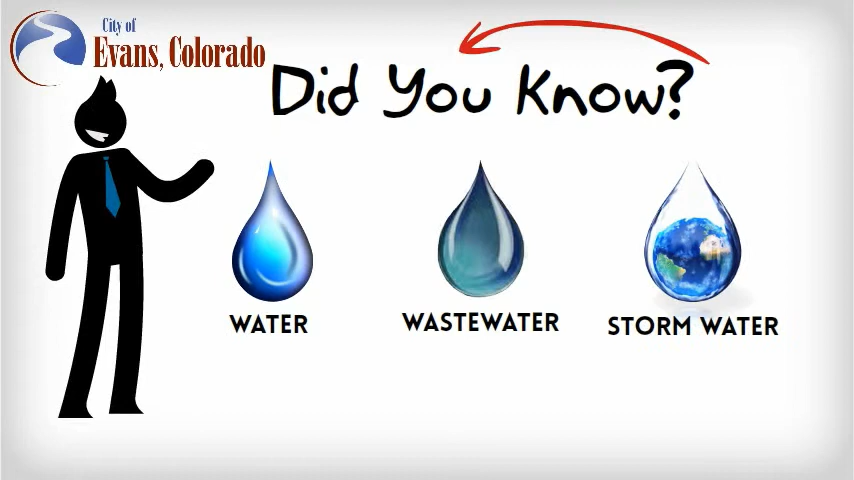 City of
Evans, Colorado
Did You Know?
WATER
WASTEWATER
STORM WATER